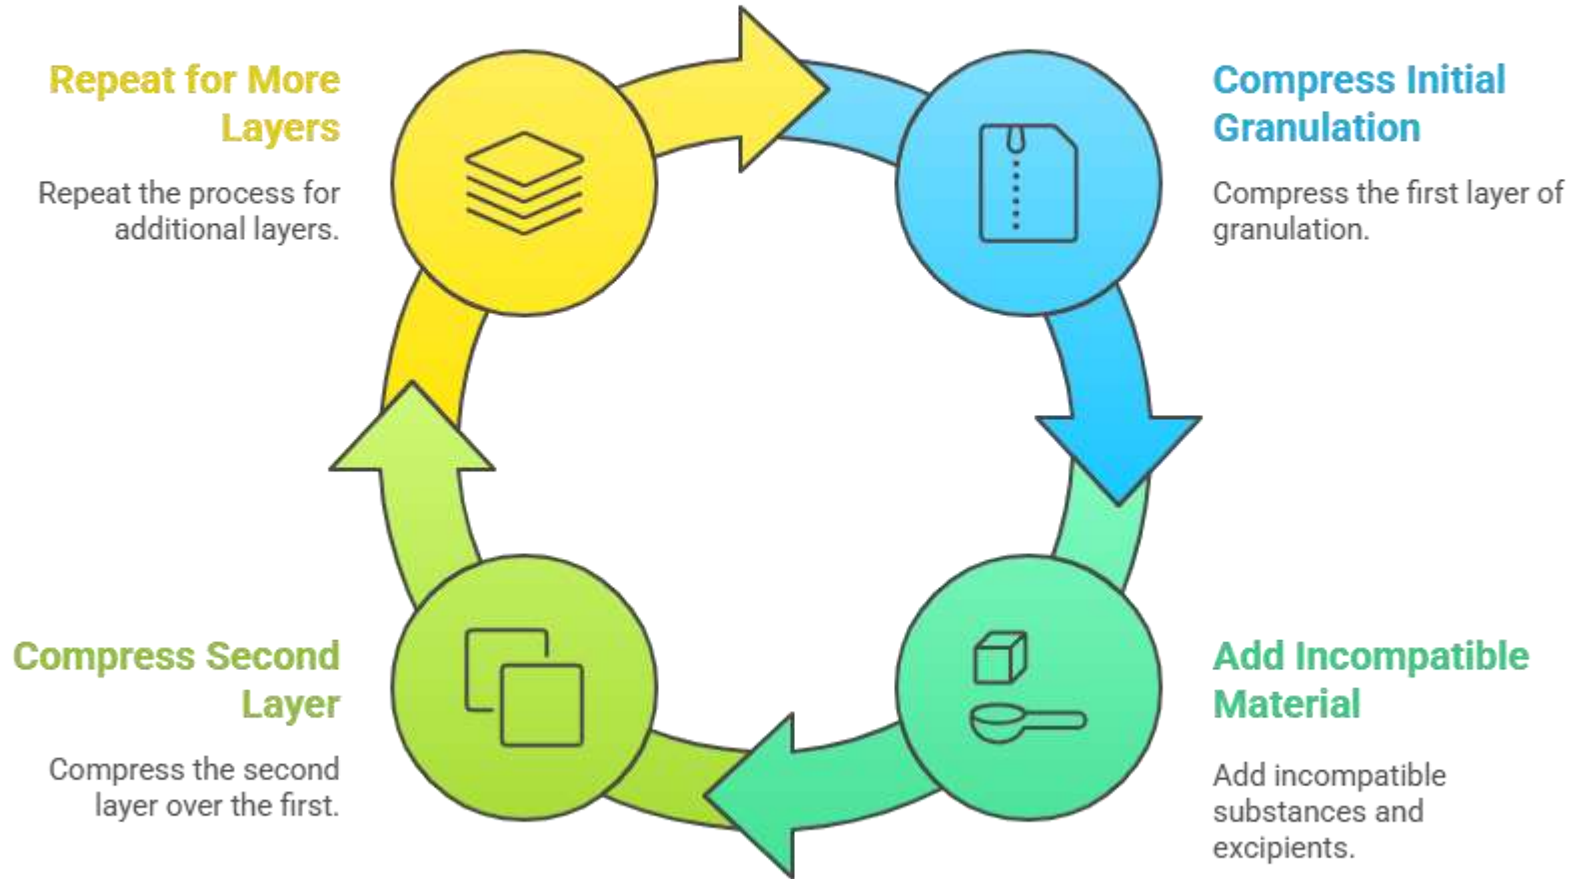 Repeat for More
Layers
Repeat the process for
additional layers.
Compress Initial
Granulation
Compress the first layer of
granulation.
Compress Second
Layer
Compress the second
layer over the first.
Add Incompatible
Material
Add incompatible
substances and
excipients.